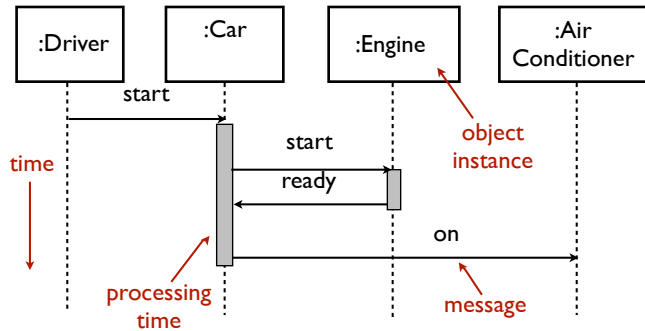 :Driver
:Car
:Engine
:Air
Conditioner
start
object
instance
start
time
ready
on
processing
time
message